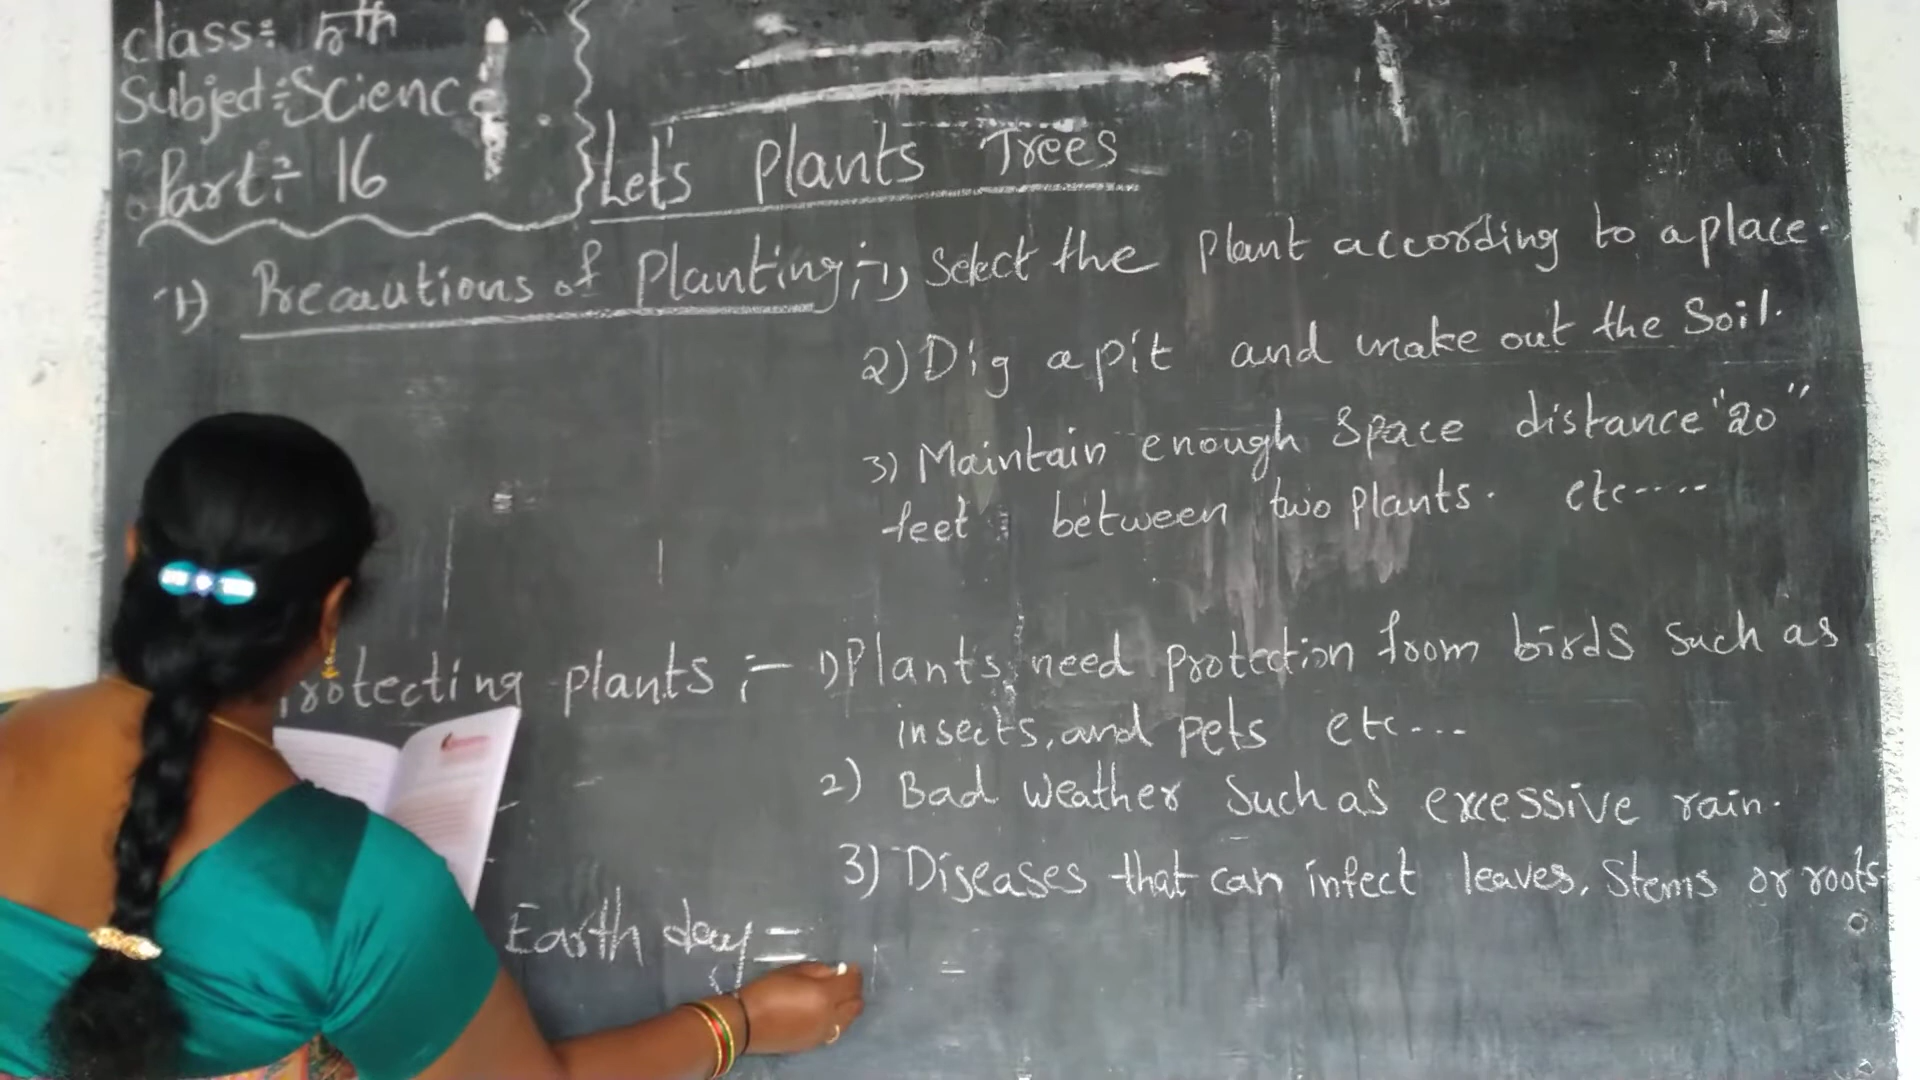 class:- 5th
Subject:- Science
Part:- 16
Let's Plants Trees
1) Precautions of Planting :- 1) Select the Plant according to a place.
2) Dig a pit and make out the Soil.
3) Maintain enough Space distance "20"
feet between two plants. etc.....
Protecting plants :- 1) Plants need protection from birds such as
insects, and pets etc...
2) Bad weather Such as excessive rain.
3) Diseases that can infect leaves, Stems or roots
Earth day =